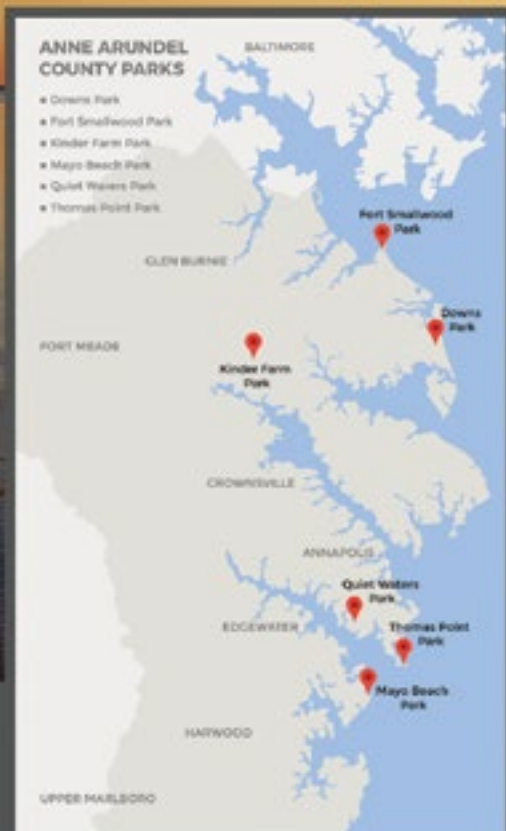 ANNE ARUNDEL
COUNTY PARKS
Downs Park
Fort Smallwood Park
Kinder Farm Park
Mayo Beach Park
Quiet Waters Park
Thomas Point Park
BALTIMORE
Fort Smallwood
Park
GLEN BURNIE
Downs
Park
FORT MEADE
Kinder Farm
Park
CROWNSVILLE
ANNAPOLIS
Quiet Waters
Park
EDGEWATER
Thomas Point
Park
Mayo Beach
Park
HARWOOD
UPPER MARLBORO